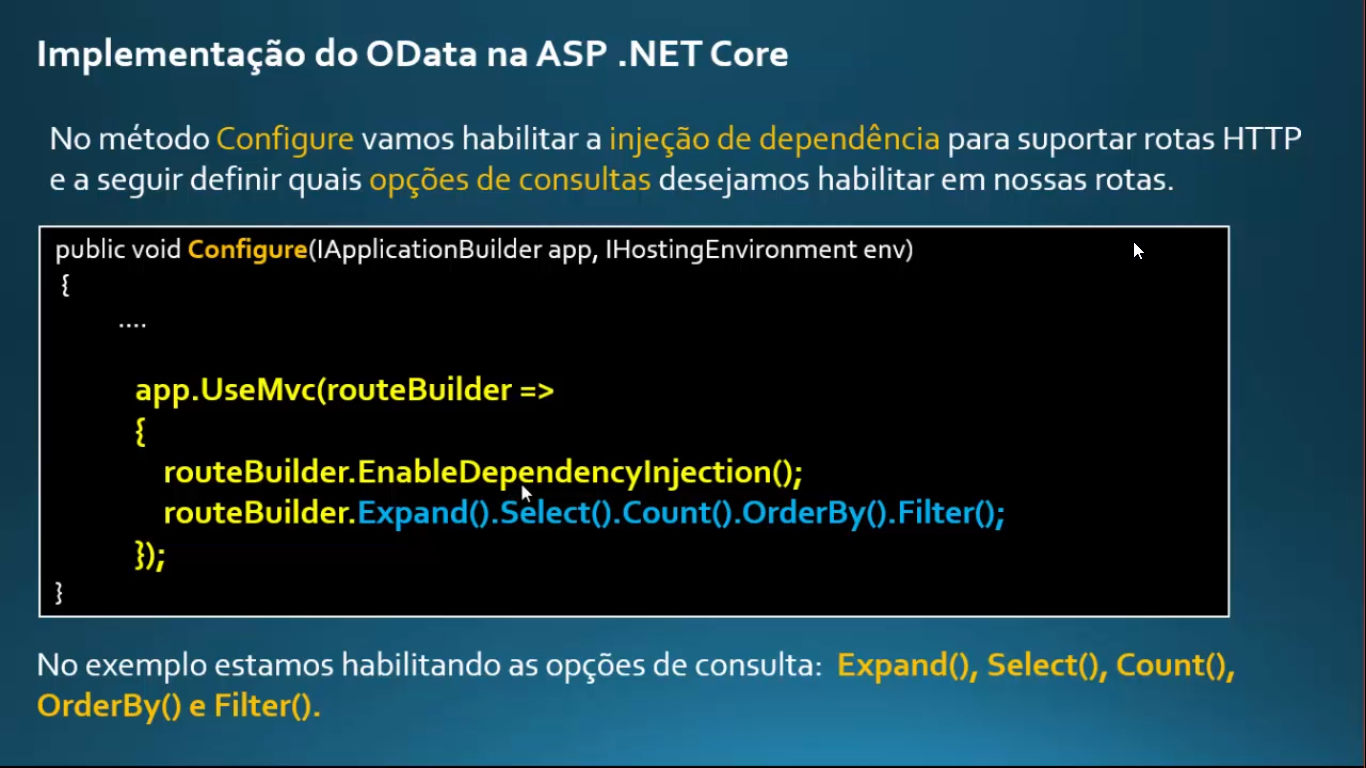 Implementação do OData na ASP .NET Core
No método Configure vamos habilitar a injeção de dependência para suportar rotas HTTP
e a seguir definir quais opções de consultas desejamos habilitar em nossas rotas.
public void Configure(IApplicationBuilder app, IHostingEnvironment env)
{
....
app.UseMvc(routeBuilder =>
{
routeBuilder.EnableDependencyInjection();
routeBuilder.Expand().Select().Count().OrderBy().Filter();
});
}
No exemplo estamos habilitando as opções de consulta: Expand(), Select(), Count(),
OrderBy() e Filter().